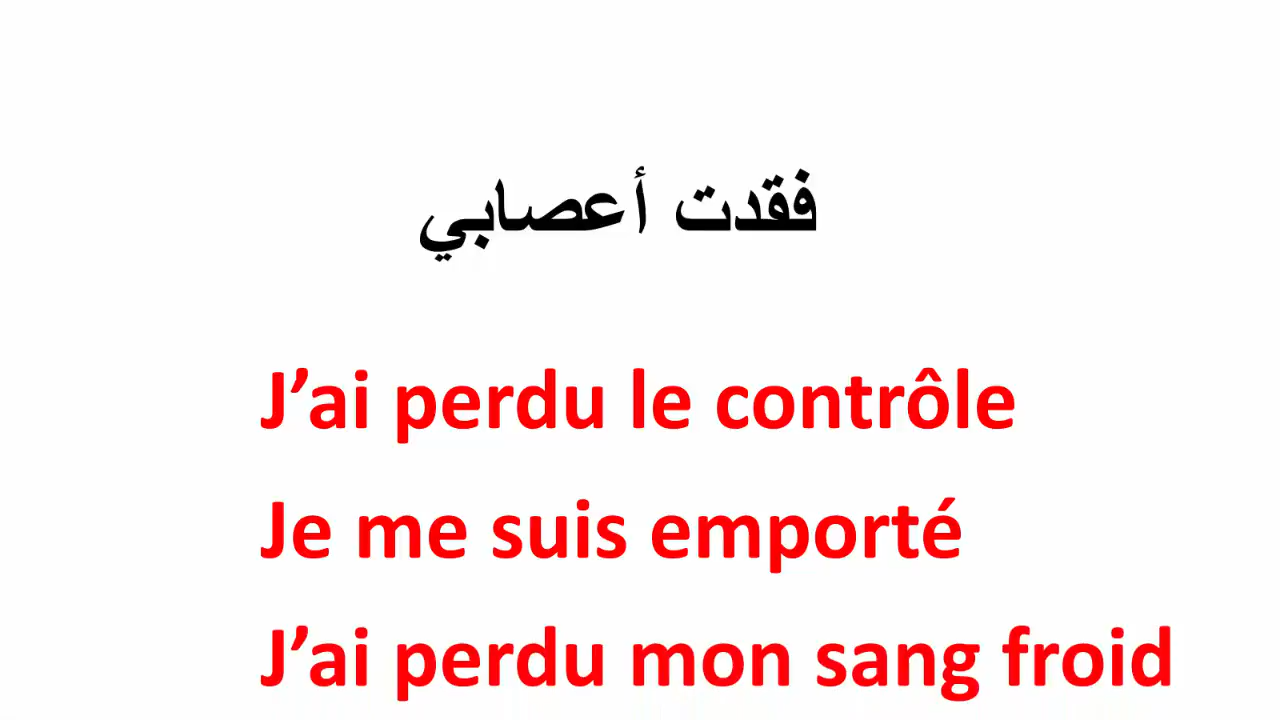 فقدت أعصابي
J’ai perdu le contrôle
Je me suis emporté
J’ai perdu mon sang froid